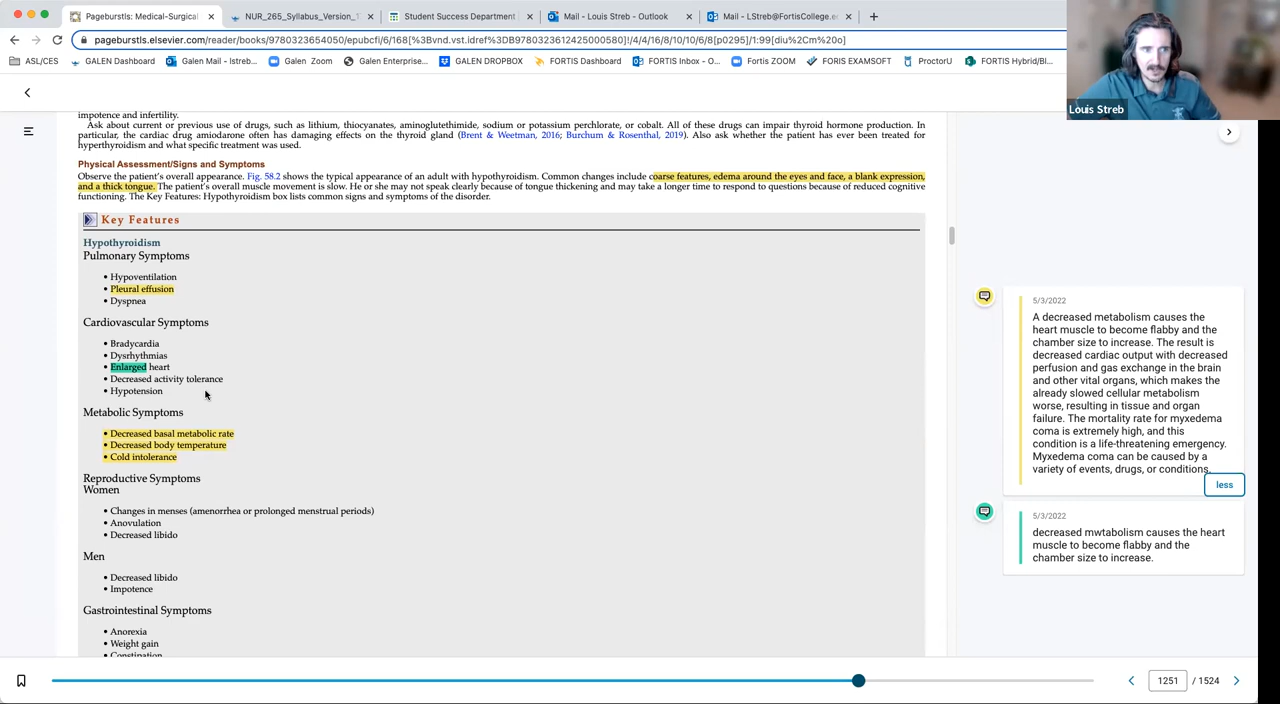 Pageburstls: Medical-Surgical
NUR_265_Syllabus_Version_1
Student Success Department
Mail - Louis Streb - Outlook
Mail - LStreb@FortisCollege.e
pageburstls.elsevier.com/reader/books/9780323654050/epubcfi/6/168[%3Bvnd.vst.idref%3DB9780323612425000580]!/4/4/16/8/10/10/6/8[p0295]/1:99[diu%2Cm%20o]
ASL/CES
GALEN Dashboard
Galen Mail - lstreb...
Galen Zoom
Galen Enterprise...
GALEN DROPBOX
FORTIS Dashboard
FORTIS Inbox - O...
Fortis ZOOM
FORIS EXAMSOFT
ProctorU
FORTIS Hybrid/Bl...
Louis Streb
impotence and infertility.
Ask about current or previous use of drugs, such as lithium, thiocyanates, aminoglutethimide, sodium or potassium perchlorate, or cobalt. All of these drugs can impair thyroid hormone production. In
particular, the cardiac drug amiodarone often has damaging effects on the thyroid gland (Brent & Weetman, 2016; Burchum & Rosenthal, 2019). Also ask whether the patient has ever been treated for
hyperthyroidism and what specific treatment was used.
Physical Assessment/Signs and Symptoms
Observe the patient's overall appearance. Fig. 58.2 shows the typical appearance of an adult with hypothyroidism. Common changes include coarse features, edema around the eyes and face, a blank expression,
and a thick tongue. The patient's overall muscle movement is slow. He or she may not speak clearly because of tongue thickening and may take a longer time to respond to questions because of reduced cognitive
functioning. The Key Features: Hypothyroidism box lists common signs and symptoms of the disorder.
Key Features
Hypothyroidism
Pulmonary Symptoms
• Hypoventilation
• Pleural effusion
• Dyspnea
Cardiovascular Symptoms
• Bradycardia
• Dysrhythmias
• Enlarged heart
• Decreased activity tolerance
• Hypotension
Metabolic Symptoms
• Decreased basal metabolic rate
• Decreased body temperature
• Cold intolerance
Reproductive Symptoms
Women
• Changes in menses (amenorrhea or prolonged menstrual periods)
• Anovulation
• Decreased libido
Men
• Decreased libido
• Impotence
Gastrointestinal Symptoms
• Anorexia
• Weight gain
• Constipation
5/3/2022
A decreased metabolism causes the
heart muscle to become flabby and the
chamber size to increase. The result is
decreased cardiac output with decreased
perfusion and gas exchange in the brain
and other vital organs, which makes the
already slowed cellular metabolism
worse, resulting in tissue and organ
failure. The mortality rate for myxedema
coma is extremely high, and this
condition is a life-threatening emergency.
Myxedema coma can be caused by a
variety of events, drugs, or conditions.
less
5/3/2022
decreased mwtabolism causes the heart
muscle to become flabby and the
chamber size to increase.
1251 / 1524